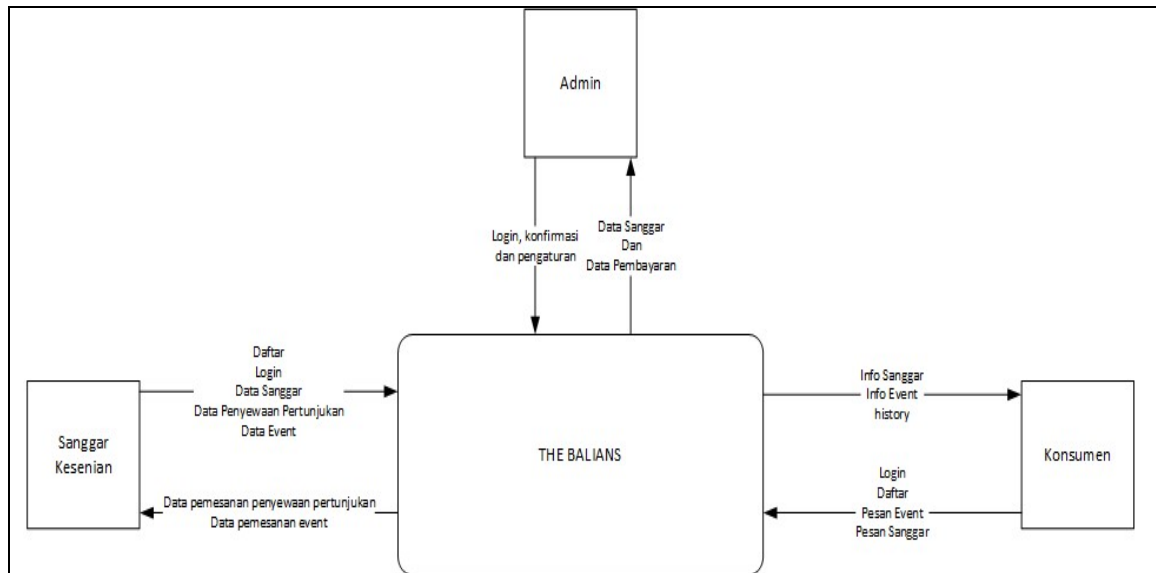 Admin
Login, konfirmasi
dan pengaturan
Data Sanggar
Dan
Data Pembayaran
Daftar
Login
Data Sanggar
Data Penyewaan Pertunjukan
Data Event
Sanggar
Kesenian
Data pemesanan penyewaan pertunjukan
Data pemesanan event
THE BALIANS
Info Sanggar
Info Event
history
Login
Daftar
Pesan Event
Pesan Sanggar
Konsumen